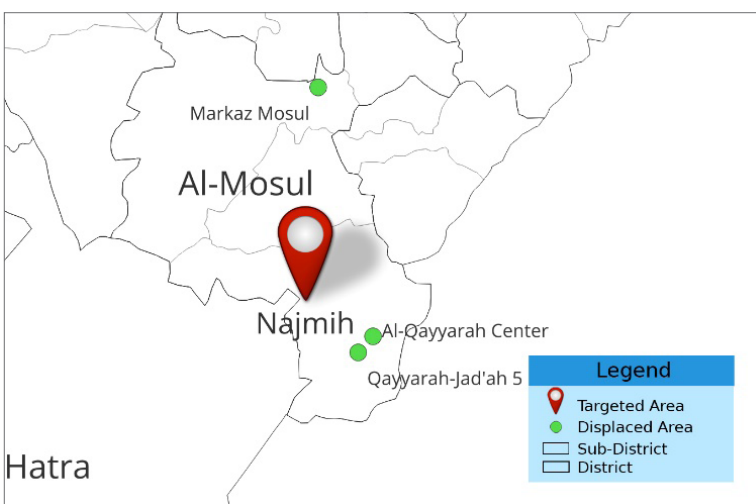 Markaz Mosul
Al-Mosul
Najmih
Al-Qayyarah Center
Qayyarah-Jad'ah 5
Hatra
Legend
Targeted Area
Displaced Area
Sub-District
District